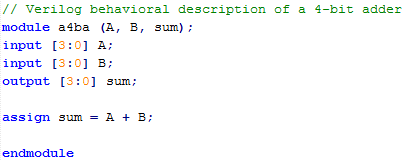 // Verilog behavioral description of a 4-bit adder
module a4ba (A, B, sum);
input [3:0] A;
input [3:0] B;
output [3:0] sum;
assign sum = A + B;
endmodule